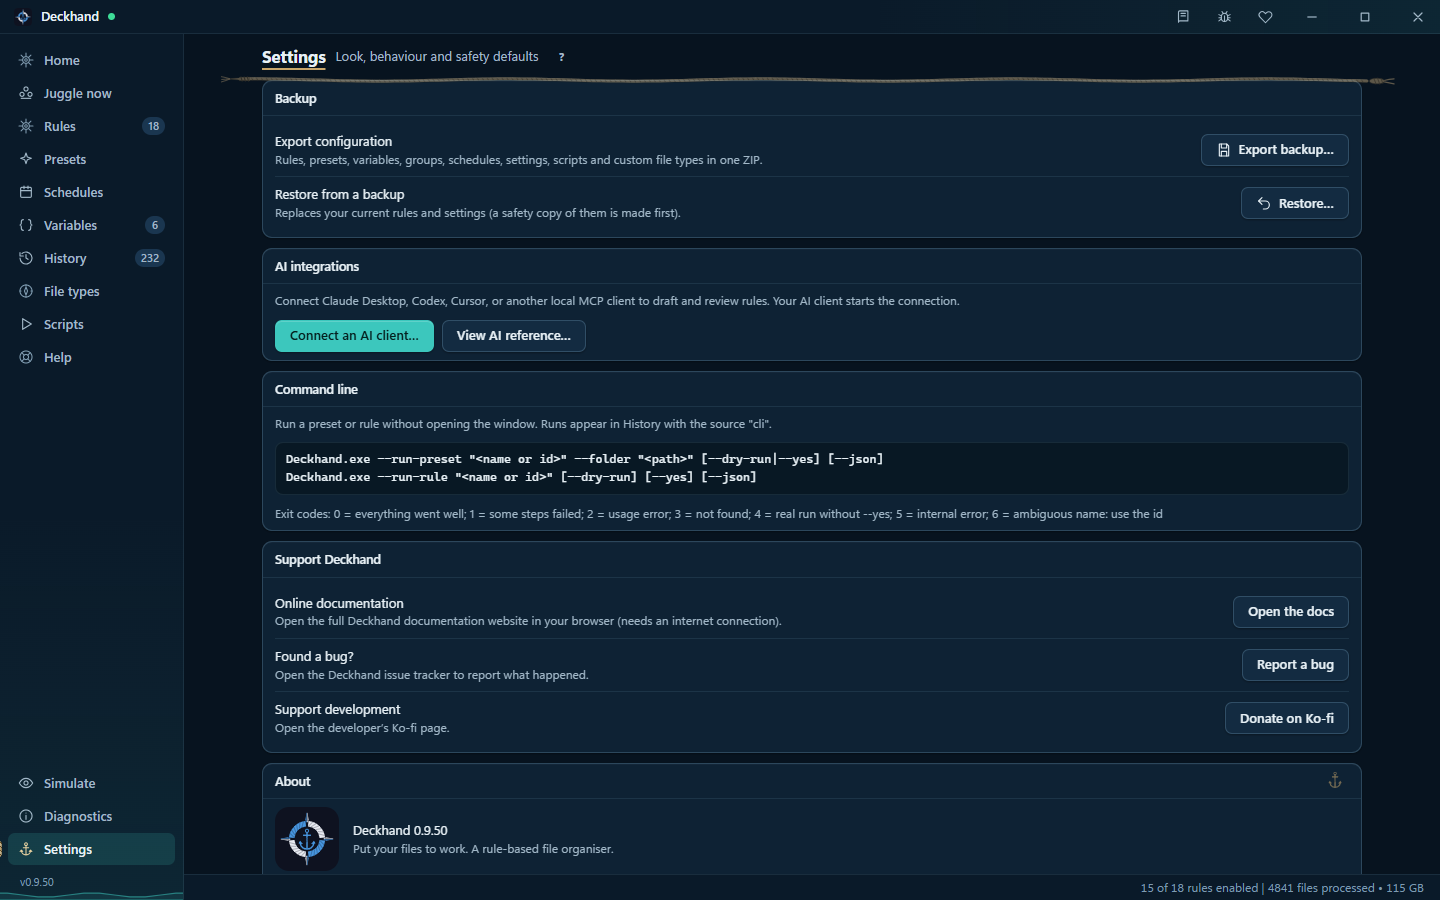 Deckhand
Home
Juggle now
Rules 18
Presets
Schedules
Variables 6
History 232
File types
Scripts
Help
Simulate
Diagnostics
Settings
v0.9.50
Settings Look, behaviour and safety defaults ?
Backup
Export configuration
Rules, presets, variables, groups, schedules, settings, scripts and custom file types in one ZIP.
Export backup...
Restore from a backup
Replaces your current rules and settings (a safety copy of them is made first).
Restore...
AI integrations
Connect Claude Desktop, Codex, Cursor, or another local MCP client to draft and review rules. Your AI client starts the connection.
Connect an AI client... View AI reference...
Command line
Run a preset or rule without opening the window. Runs appear in History with the source "cli".
Deckhand.exe --run-preset "<name or id>" --folder "<path>" [--dry-run|--yes] [--json]
Deckhand.exe --run-rule "<name or id>" [--dry-run] [--yes] [--json]
Exit codes: 0 = everything went well; 1 = some steps failed; 2 = usage error; 3 = not found; 4 = real run without --yes; 5 = internal error; 6 = ambiguous name: use the id
Support Deckhand
Online documentation
Open the full Deckhand documentation website in your browser (needs an internet connection).
Open the docs
Found a bug?
Open the Deckhand issue tracker to report what happened.
Report a bug
Support development
Open the developer's Ko-fi page.
Donate on Ko-fi
About
Deckhand 0.9.50
Put your files to work. A rule-based file organiser.
15 of 18 rules enabled | 4841 files processed • 115 GB